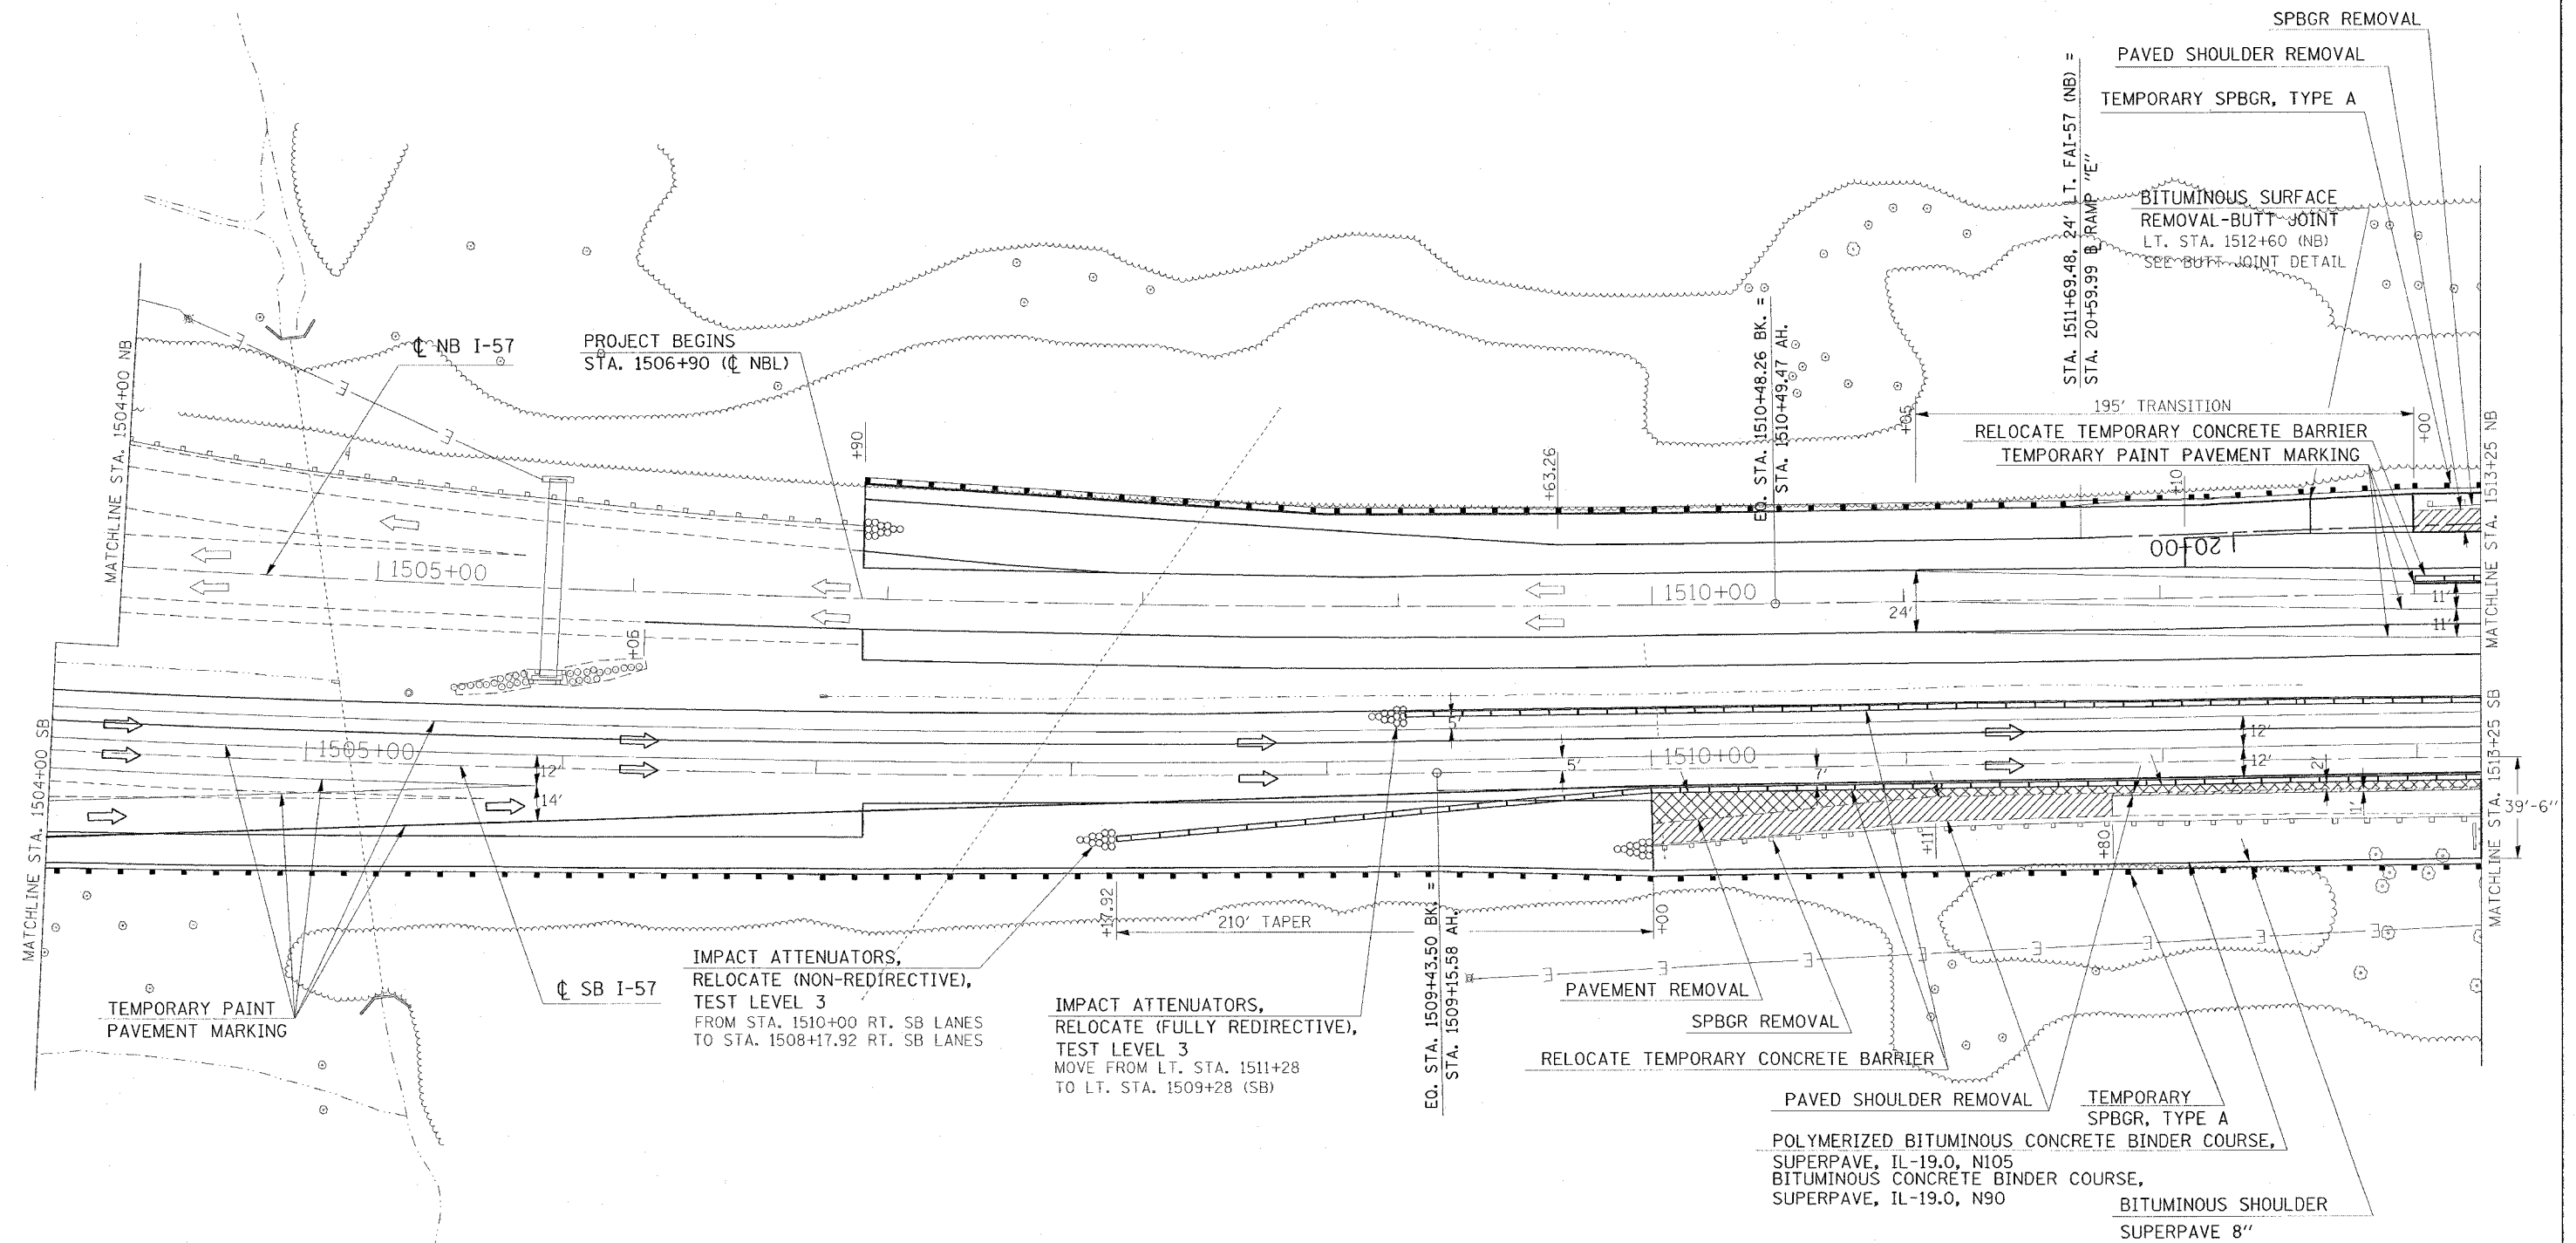 SPBGR REMOVAL
PAVED SHOULDER REMOVAL
TEMPORARY SPBGR, TYPE A
STA. 1511+69.48, 24' LT. FAI-57 (NB) =
STA. 20+59.99 B RAMP "E"
BITUMINOUS SURFACE
REMOVAL-BUTT JOINT
LT. STA. 1512+60 (NB)
SEE BUTT JOINT DETAIL
MATCHLINE STA. 1504+00 NB
℄ NB I-57
PROJECT BEGINS
STA. 1506+90 (℄ NBL)
EQ. STA. 1510+48.26 BK. =
STA. 1510+49.47 AH.
195' TRANSITION
+05
+00
RELOCATE TEMPORARY CONCRETE BARRIER
TEMPORARY PAINT PAVEMENT MARKING
+90
+63.26
+10
MATCHLINE STA. 1513+25 NB
20+00
1505+00
1510+00
24'
11'
11'
+06
MATCHLINE STA. 1504+00 SB
1505+00
12'
14'
5'
5'
1510+00
7'
12'
12'
2'
1'
39'-6"
MATCHLINE STA. 1513+25 SB
+11
+80
+17.92
210' TAPER
+00
EQ. STA. 1509+43.50 BK. =
STA. 1509+15.58 AH.
TEMPORARY PAINT
PAVEMENT MARKING
℄ SB I-57
IMPACT ATTENUATORS,
RELOCATE (NON-REDIRECTIVE),
TEST LEVEL 3
FROM STA. 1510+00 RT. SB LANES
TO STA. 1508+17.92 RT. SB LANES
IMPACT ATTENUATORS,
RELOCATE (FULLY REDIRECTIVE),
TEST LEVEL 3
MOVE FROM LT. STA. 1511+28
TO LT. STA. 1509+28 (SB)
PAVEMENT REMOVAL
SPBGR REMOVAL
RELOCATE TEMPORARY CONCRETE BARRIER
PAVED SHOULDER REMOVAL
TEMPORARY
SPBGR, TYPE A
POLYMERIZED BITUMINOUS CONCRETE BINDER COURSE,
SUPERPAVE, IL-19.0, N105
BITUMINOUS CONCRETE BINDER COURSE,
SUPERPAVE, IL-19.0, N90
BITUMINOUS SHOULDER
SUPERPAVE 8"